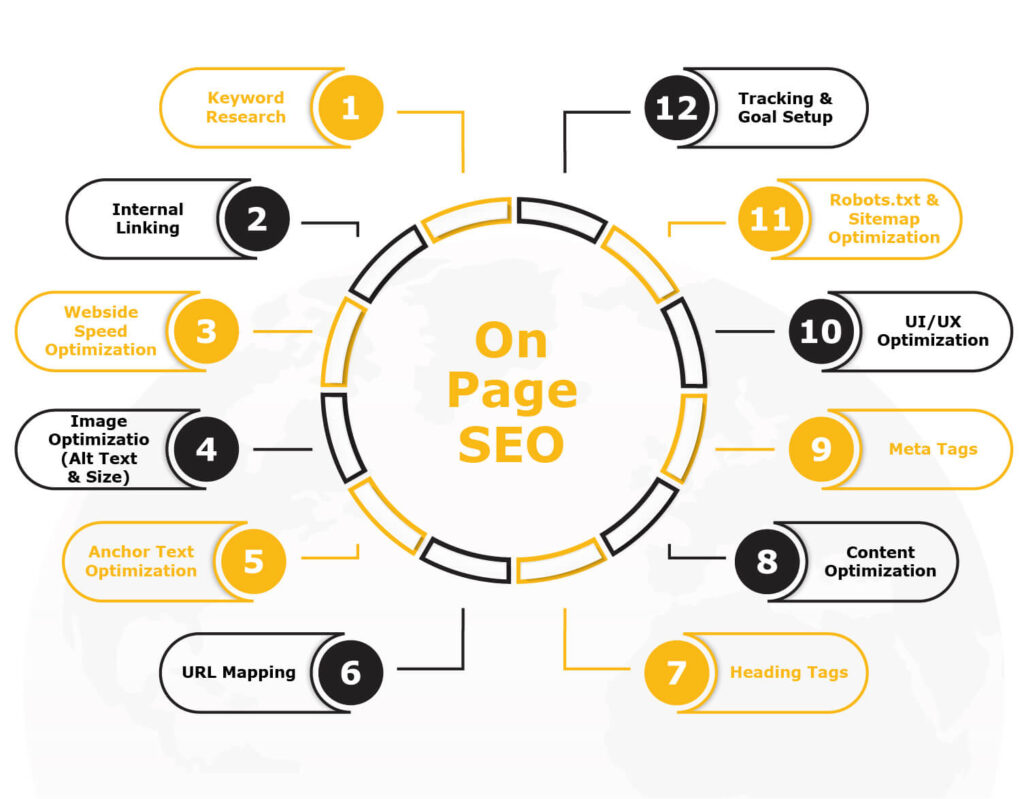 Keyword
Research
1
Internal
Linking
2
Webside
Speed
Optimization
3
Image
Optimizatio
(Alt Text
& Size)
4
Anchor Text
Optimization
5
URL Mapping
6
On
Page
SEO
12
Tracking &
Goal Setup
11
Robots.txt &
Sitemap
Optimization
10
UI/UX
Optimization
9
Meta Tags
8
Content
Optimization
7
Heading Tags